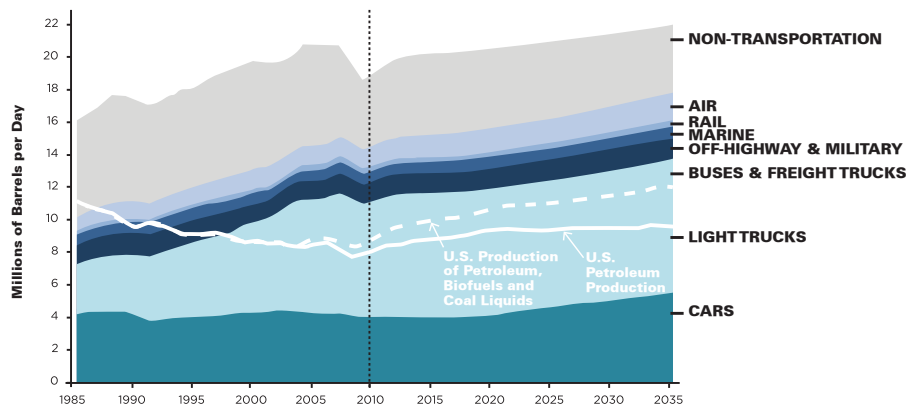 Millions of Barrels per Day
22
20
18
16
14
12
10
8
6
4
2
0
1985
1990
1995
2000
2005
2010
2015
2020
2025
2030
2035
NON-TRANSPORTATION
AIR
RAIL
MARINE
OFF-HIGHWAY & MILITARY
BUSES & FREIGHT TRUCKS
LIGHT TRUCKS
CARS
U.S. Production
of Petroleum,
Biofuels and
Coal Liquids
U.S.
Petroleum
Production